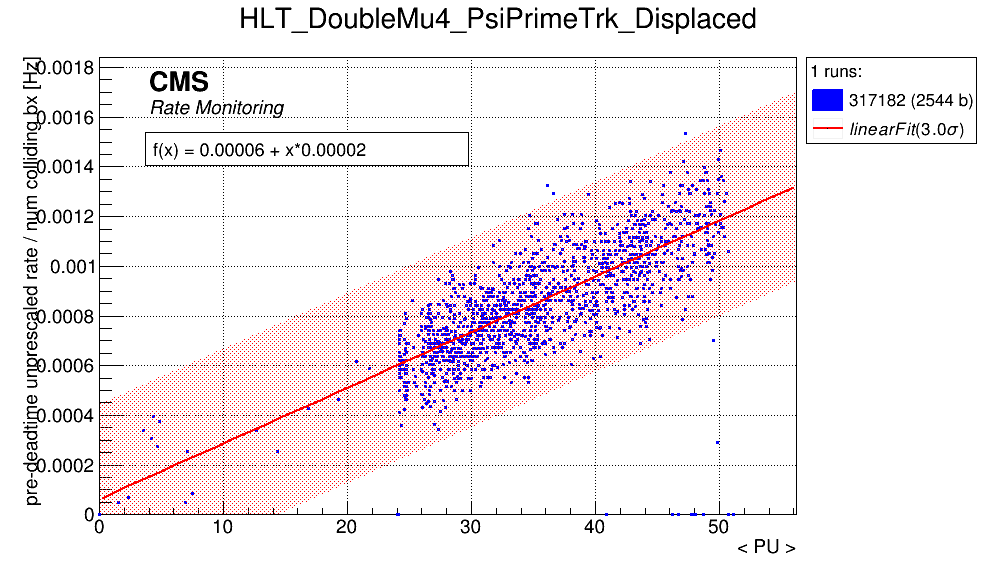 HLT_DoubleMu4_PsiPrimeTrk_Displaced
pre-deadtime unprescaled rate / num colliding bx [Hz]
0.0018
0.0016
0.0014
0.0012
0.001
0.0008
0.0006
0.0004
0.0002
0
CMS
Rate Monitoring
f(x) = 0.00006 + x*0.00002
1 runs:
317182 (2544 b)
linearFit(3.0σ)
0 10 20 30 40 50
< PU >